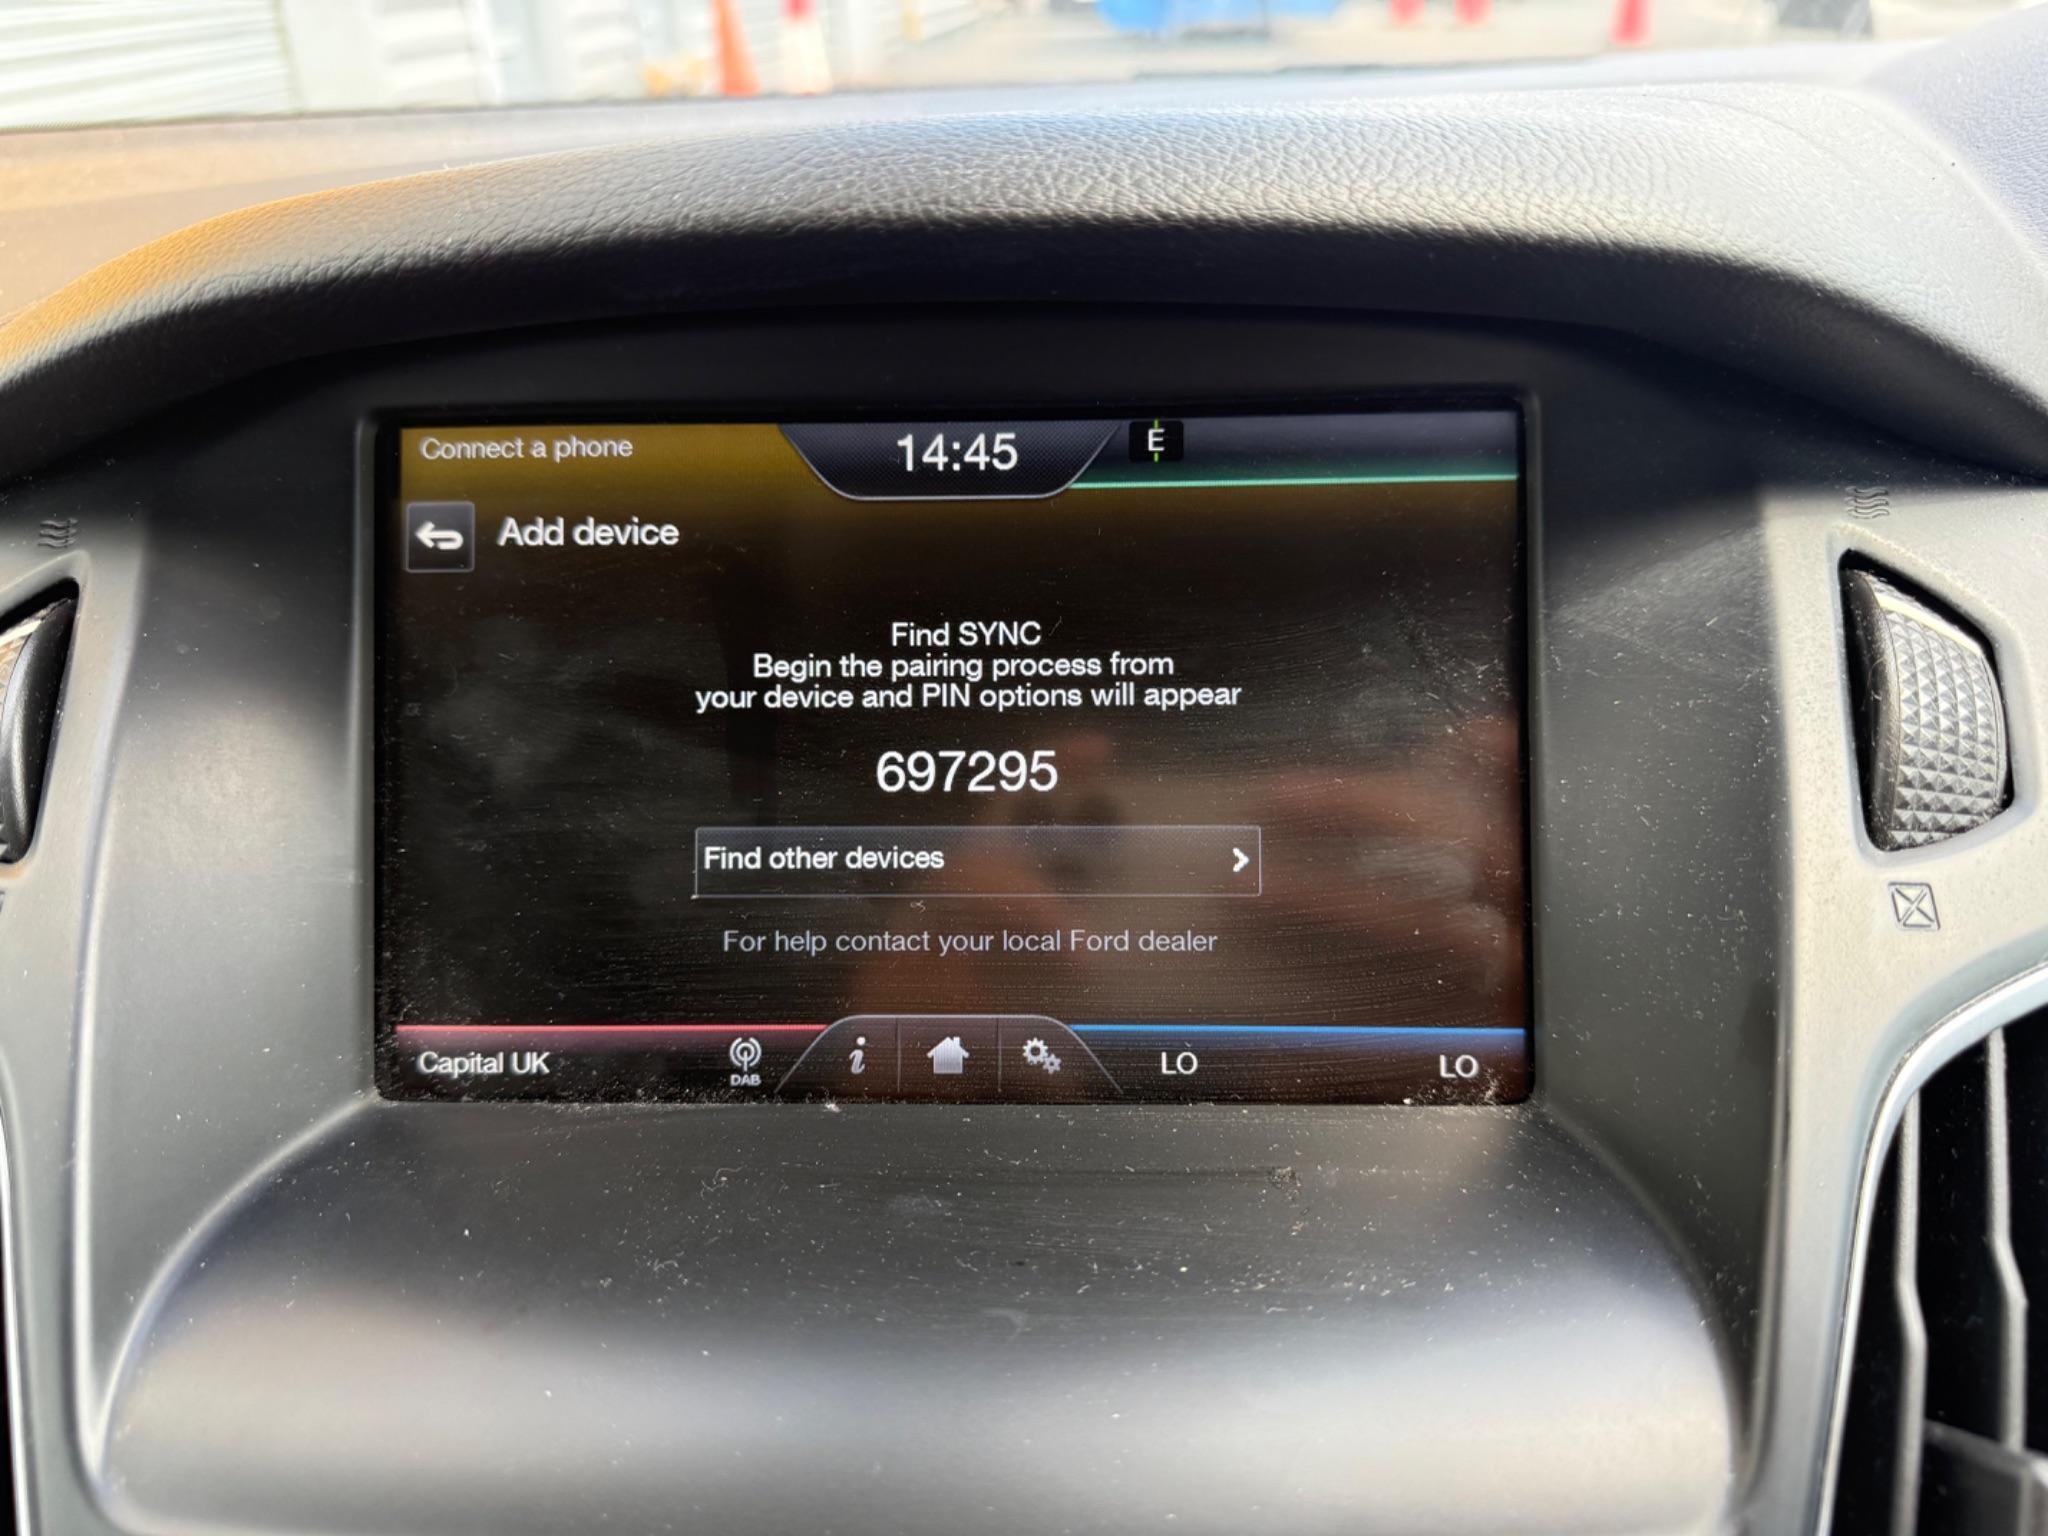 Connect a phone
14:45
E
Add device
Find SYNC
Begin the pairing process from
your device and PIN options will appear
697295
Find other devices
For help contact your local Ford dealer
Capital UK
DAB
i
LO
LO